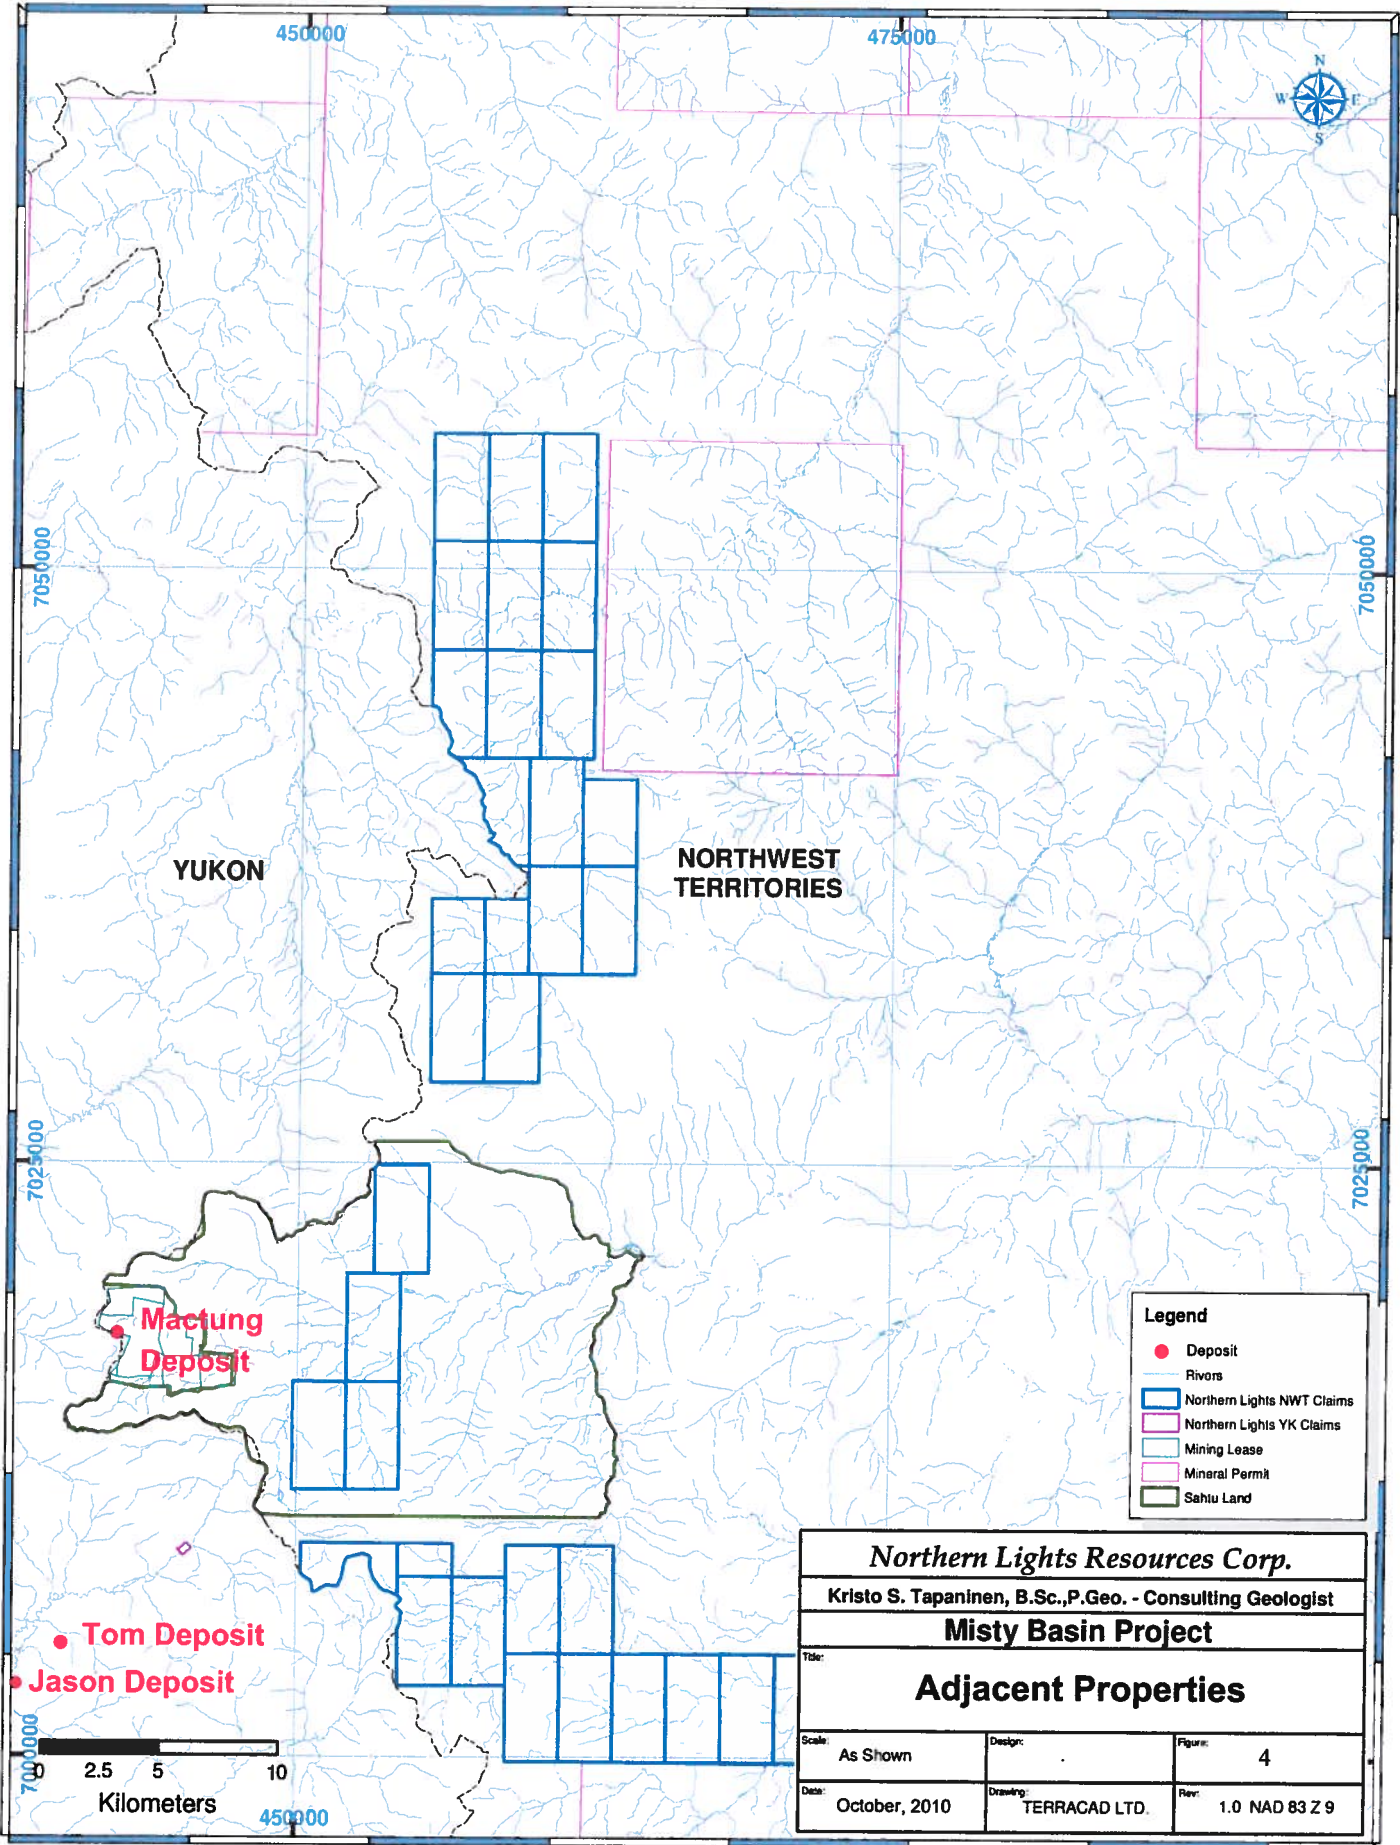 450000
475000
N
W E
S
7050000
7050000
YUKON
NORTHWEST
TERRITORIES
7025000
7025000
Mactung
Deposit
Legend
Deposit
Rivers
Northern Lights NWT Claims
Northern Lights YK Claims
Mining Lease
Mineral Permit
Sahtu Land
Tom Deposit
Jason Deposit
7000000
0 2.5 5 10
Kilometers
450000
Northern Lights Resources Corp.
Kristo S. Tapaninen, B.Sc.,P.Geo. - Consulting Geologist
Misty Basin Project
Title:
Adjacent Properties
Scale: As Shown
Design: .
Figure: 4
Date: October, 2010
Drawing: TERRACAD LTD.
Rev: 1.0 NAD 83 Z 9